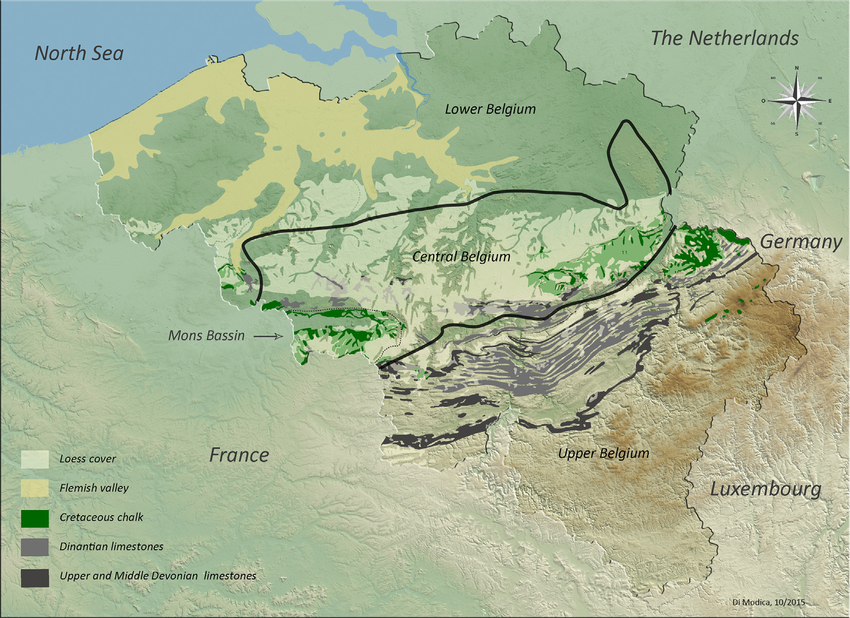 North Sea
The Netherlands
N
O
E
S
Lower Belgium
Germany
Central Belgium
Mons Bassin
France
Upper Belgium
Luxembourg
Loess cover
Flemish valley
Cretaceous chalk
Dinantian limestones
Upper and Middle Devonian limestones
Di Modica, 10/2015